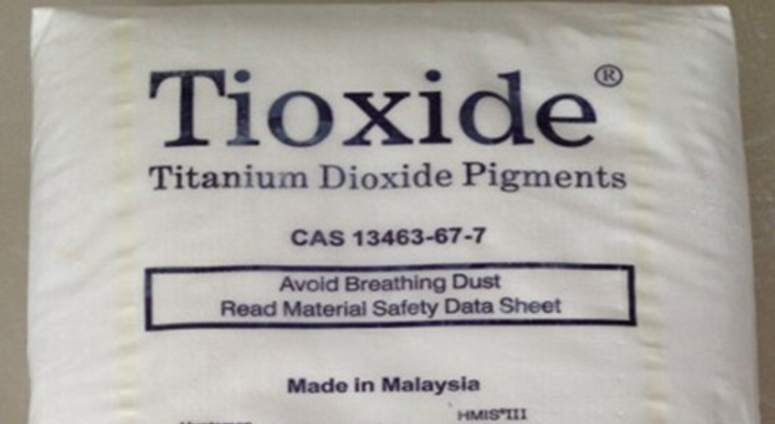 Tioxide®
Titanium Dioxide Pigments
CAS 13463-67-7
Avoid Breathing Dust
Read Material Safety Data Sheet
Made in Malaysia
HMIS®III